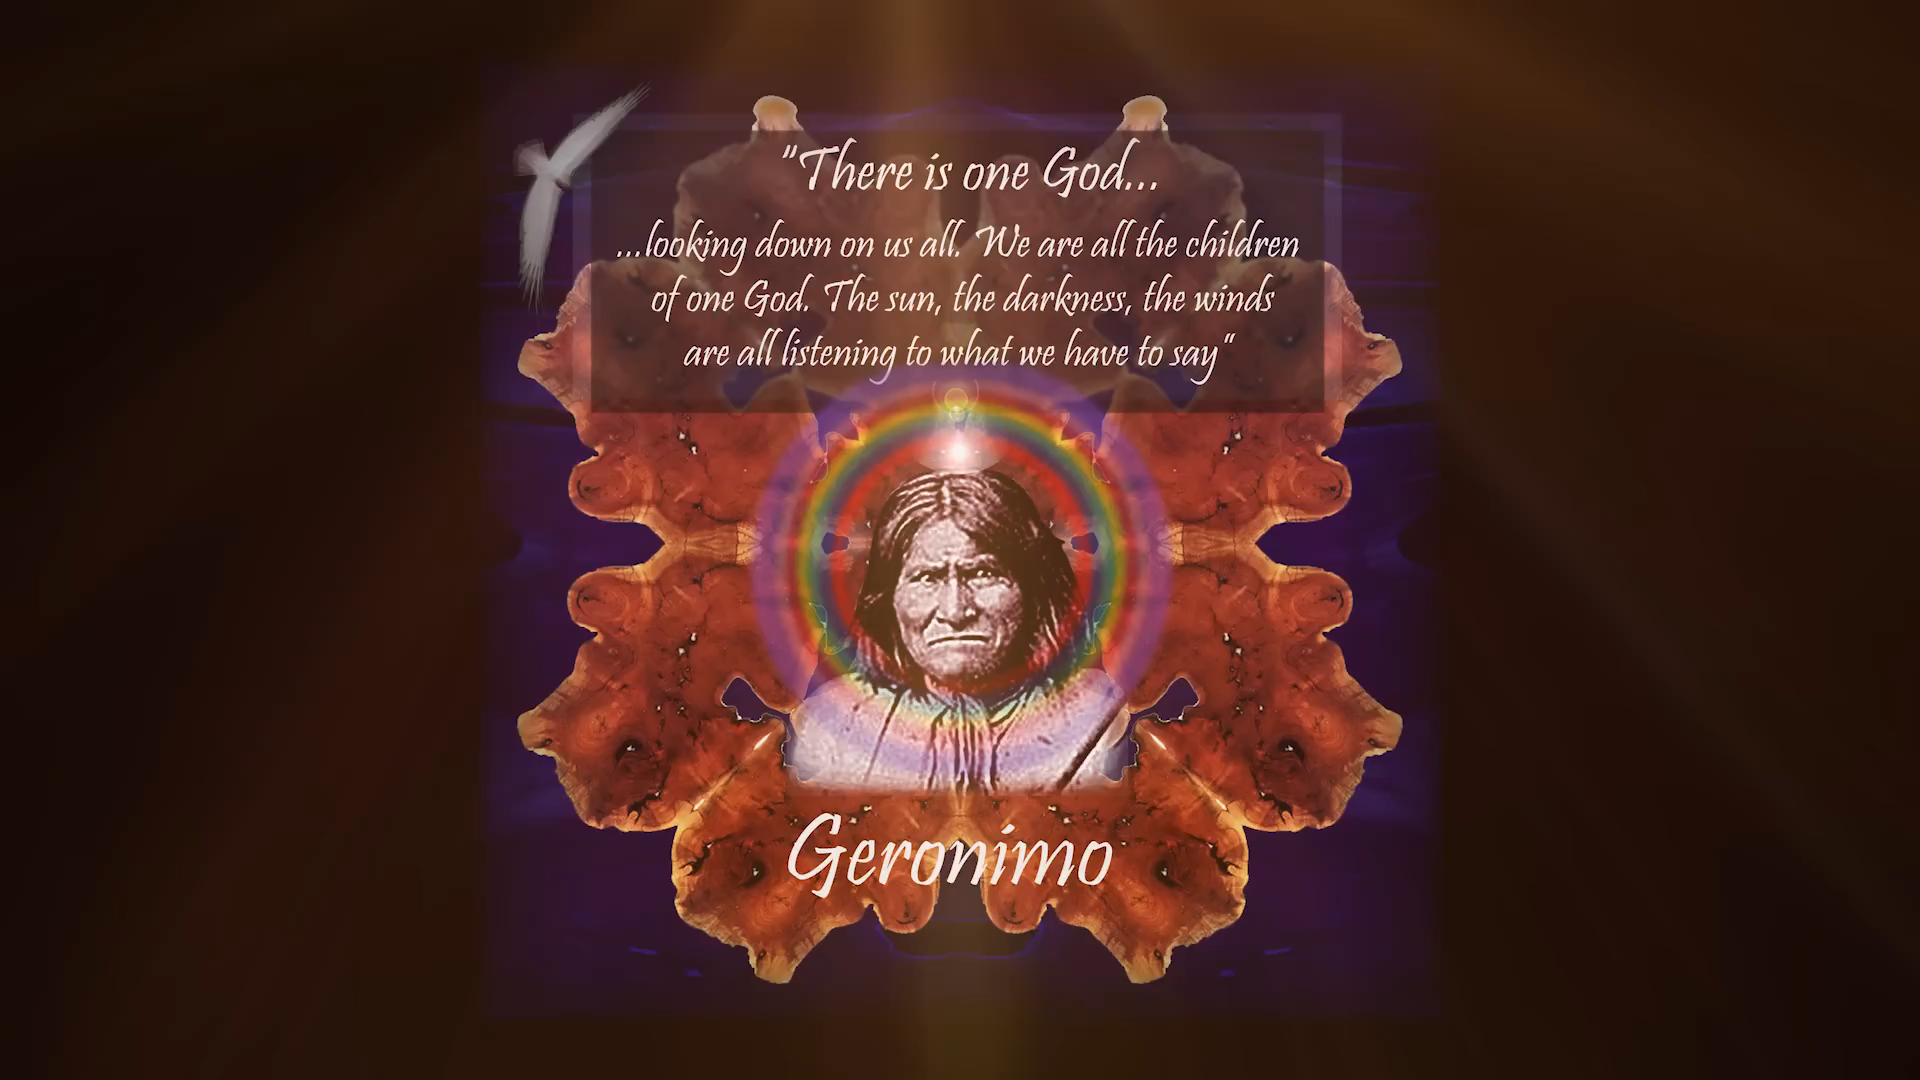 "There is one God...
...looking down on us all. We are all the children
of one God. The sun, the darkness, the winds
are all listening to what we have to say"
Geronimo